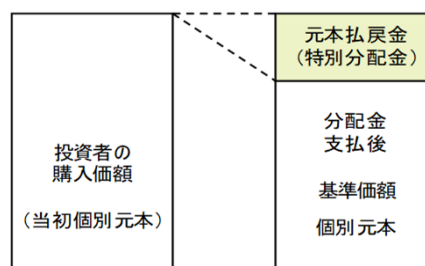 投資者の
購入価額
（当初個別元本）
元本払戻金
（特別分配金）
分配金
支払後
基準価額
個別元本